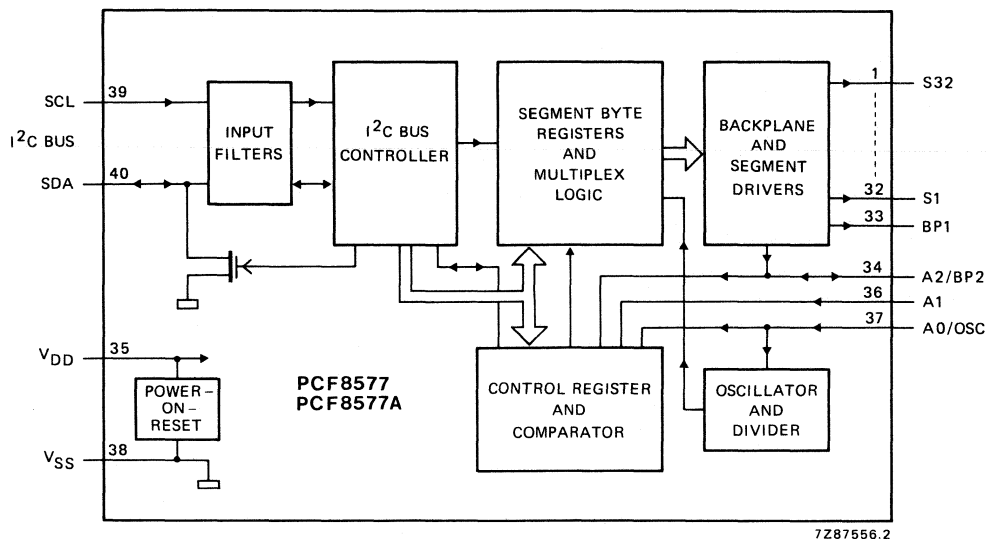 SCL
39
I²C BUS
SDA
40
INPUT
FILTERS
I²C BUS
CONTROLLER
SEGMENT BYTE
REGISTERS
AND
MULTIPLEX
LOGIC
BACKPLANE
AND
SEGMENT
DRIVERS
1
S32
32
S1
33
BP1
34
A2/BP2
36
A1
37
A0/OSC
VDD
35
POWER-
ON-
RESET
VSS
38
PCF8577
PCF8577A
CONTROL REGISTER
AND
COMPARATOR
OSCILLATOR
AND
DIVIDER
7Z87556.2